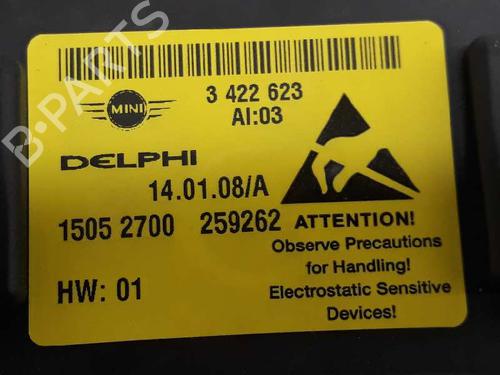 MINI
3 422 623
AI:03
DELPHI
14.01.08/A
1505 2700 259262
HW: 01
ATTENTION!
Observe Precautions
for Handling!
Electrostatic Sensitive
Devices!
B-PARTS